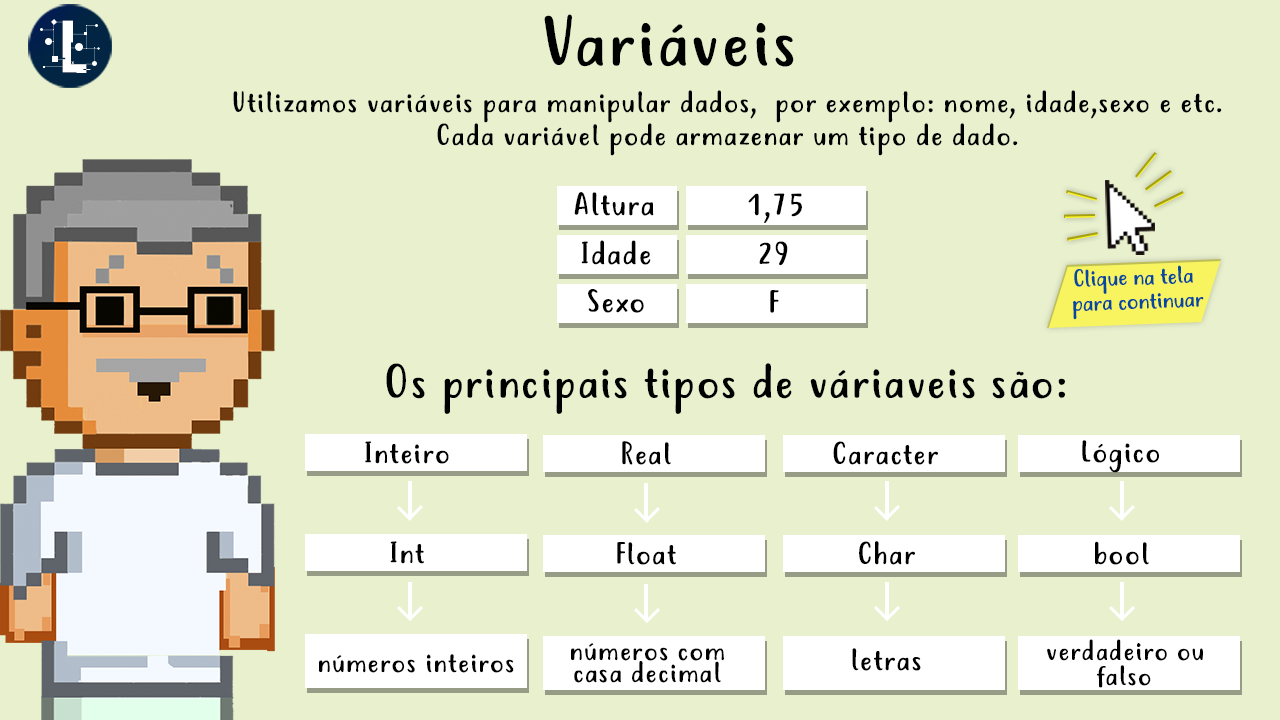 L
Variáveis
Utilizamos variáveis para manipular dados, por exemplo: nome, idade,sexo e etc.
Cada variável pode armazenar um tipo de dado.
Altura 1,75
Idade 29
Sexo F
Clique na tela
para continuar
Os principais tipos de váriaveis são:
Inteiro Real Caracter Lógico
Int Float Char bool
números inteiros
números com
casa decimal
letras
verdadeiro ou
falso